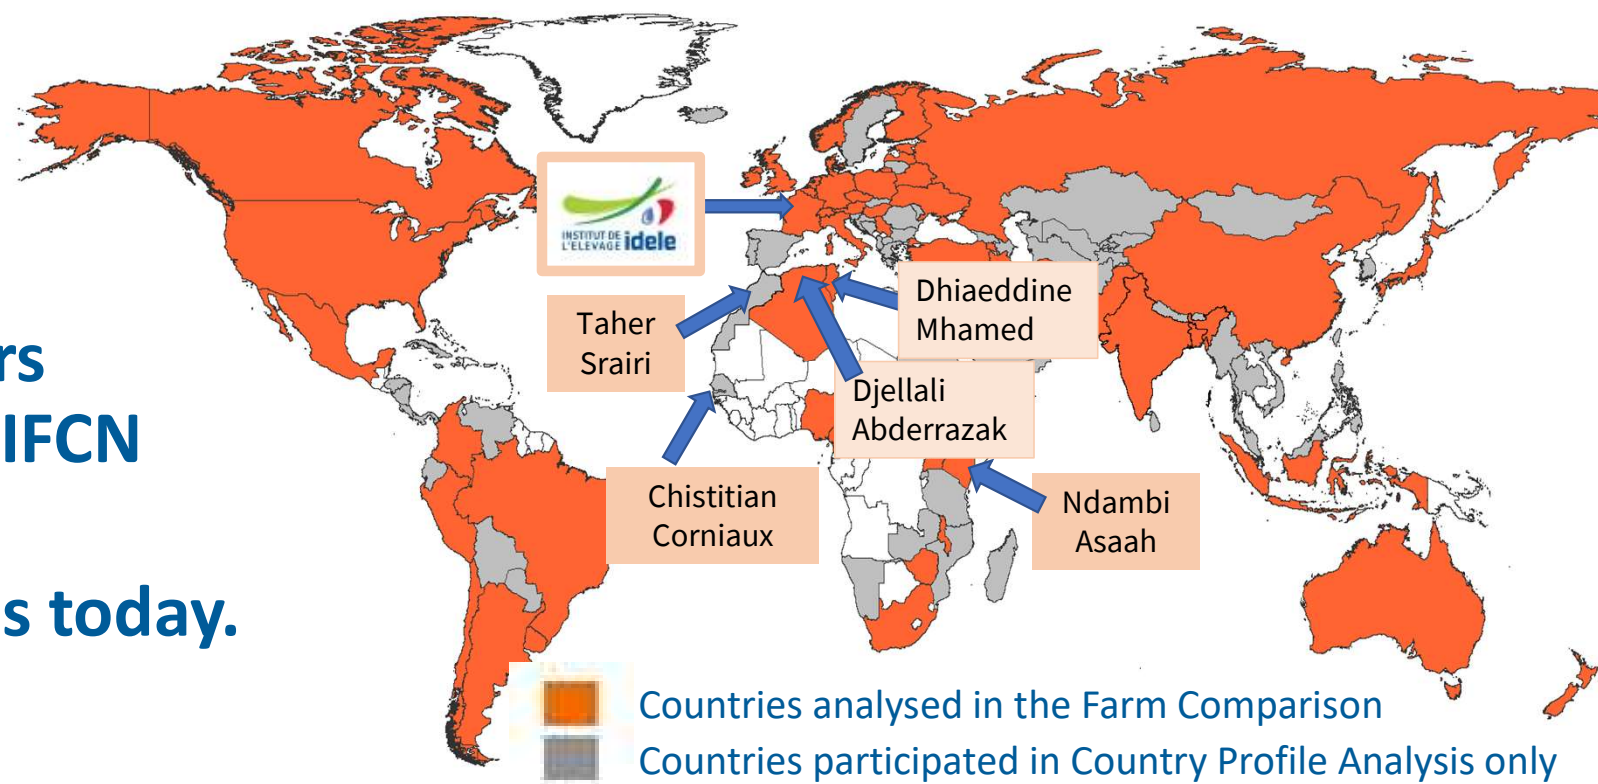 rs
IFCN
s today.
INSTITUT DE
L'ELEVAGE idele
Taher
Srairi
Dhiaeddine
Mhamed
Djellali
Abderrazak
Chistitian
Corniaux
Ndambi
Asaah
Countries analysed in the Farm Comparison
Countries participated in Country Profile Analysis only